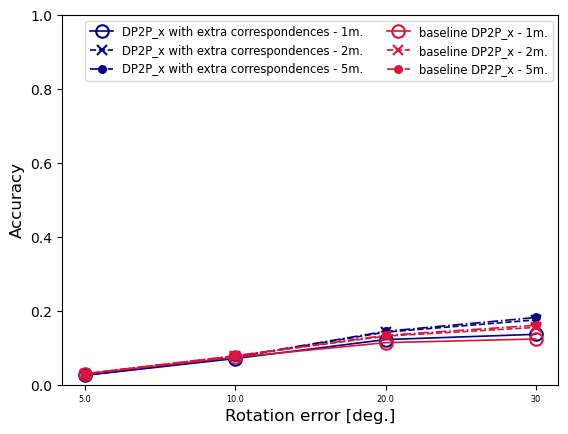 1.0
DP2P_x with extra correspondences - 1m.
DP2P_x with extra correspondences - 2m.
DP2P_x with extra correspondences - 5m.
baseline DP2P_x - 1m.
baseline DP2P_x - 2m.
baseline DP2P_x - 5m.
0.8
0.6
0.4
0.2
0.0
Accuracy
5.0 10.0 20.0 30
Rotation error [deg.]